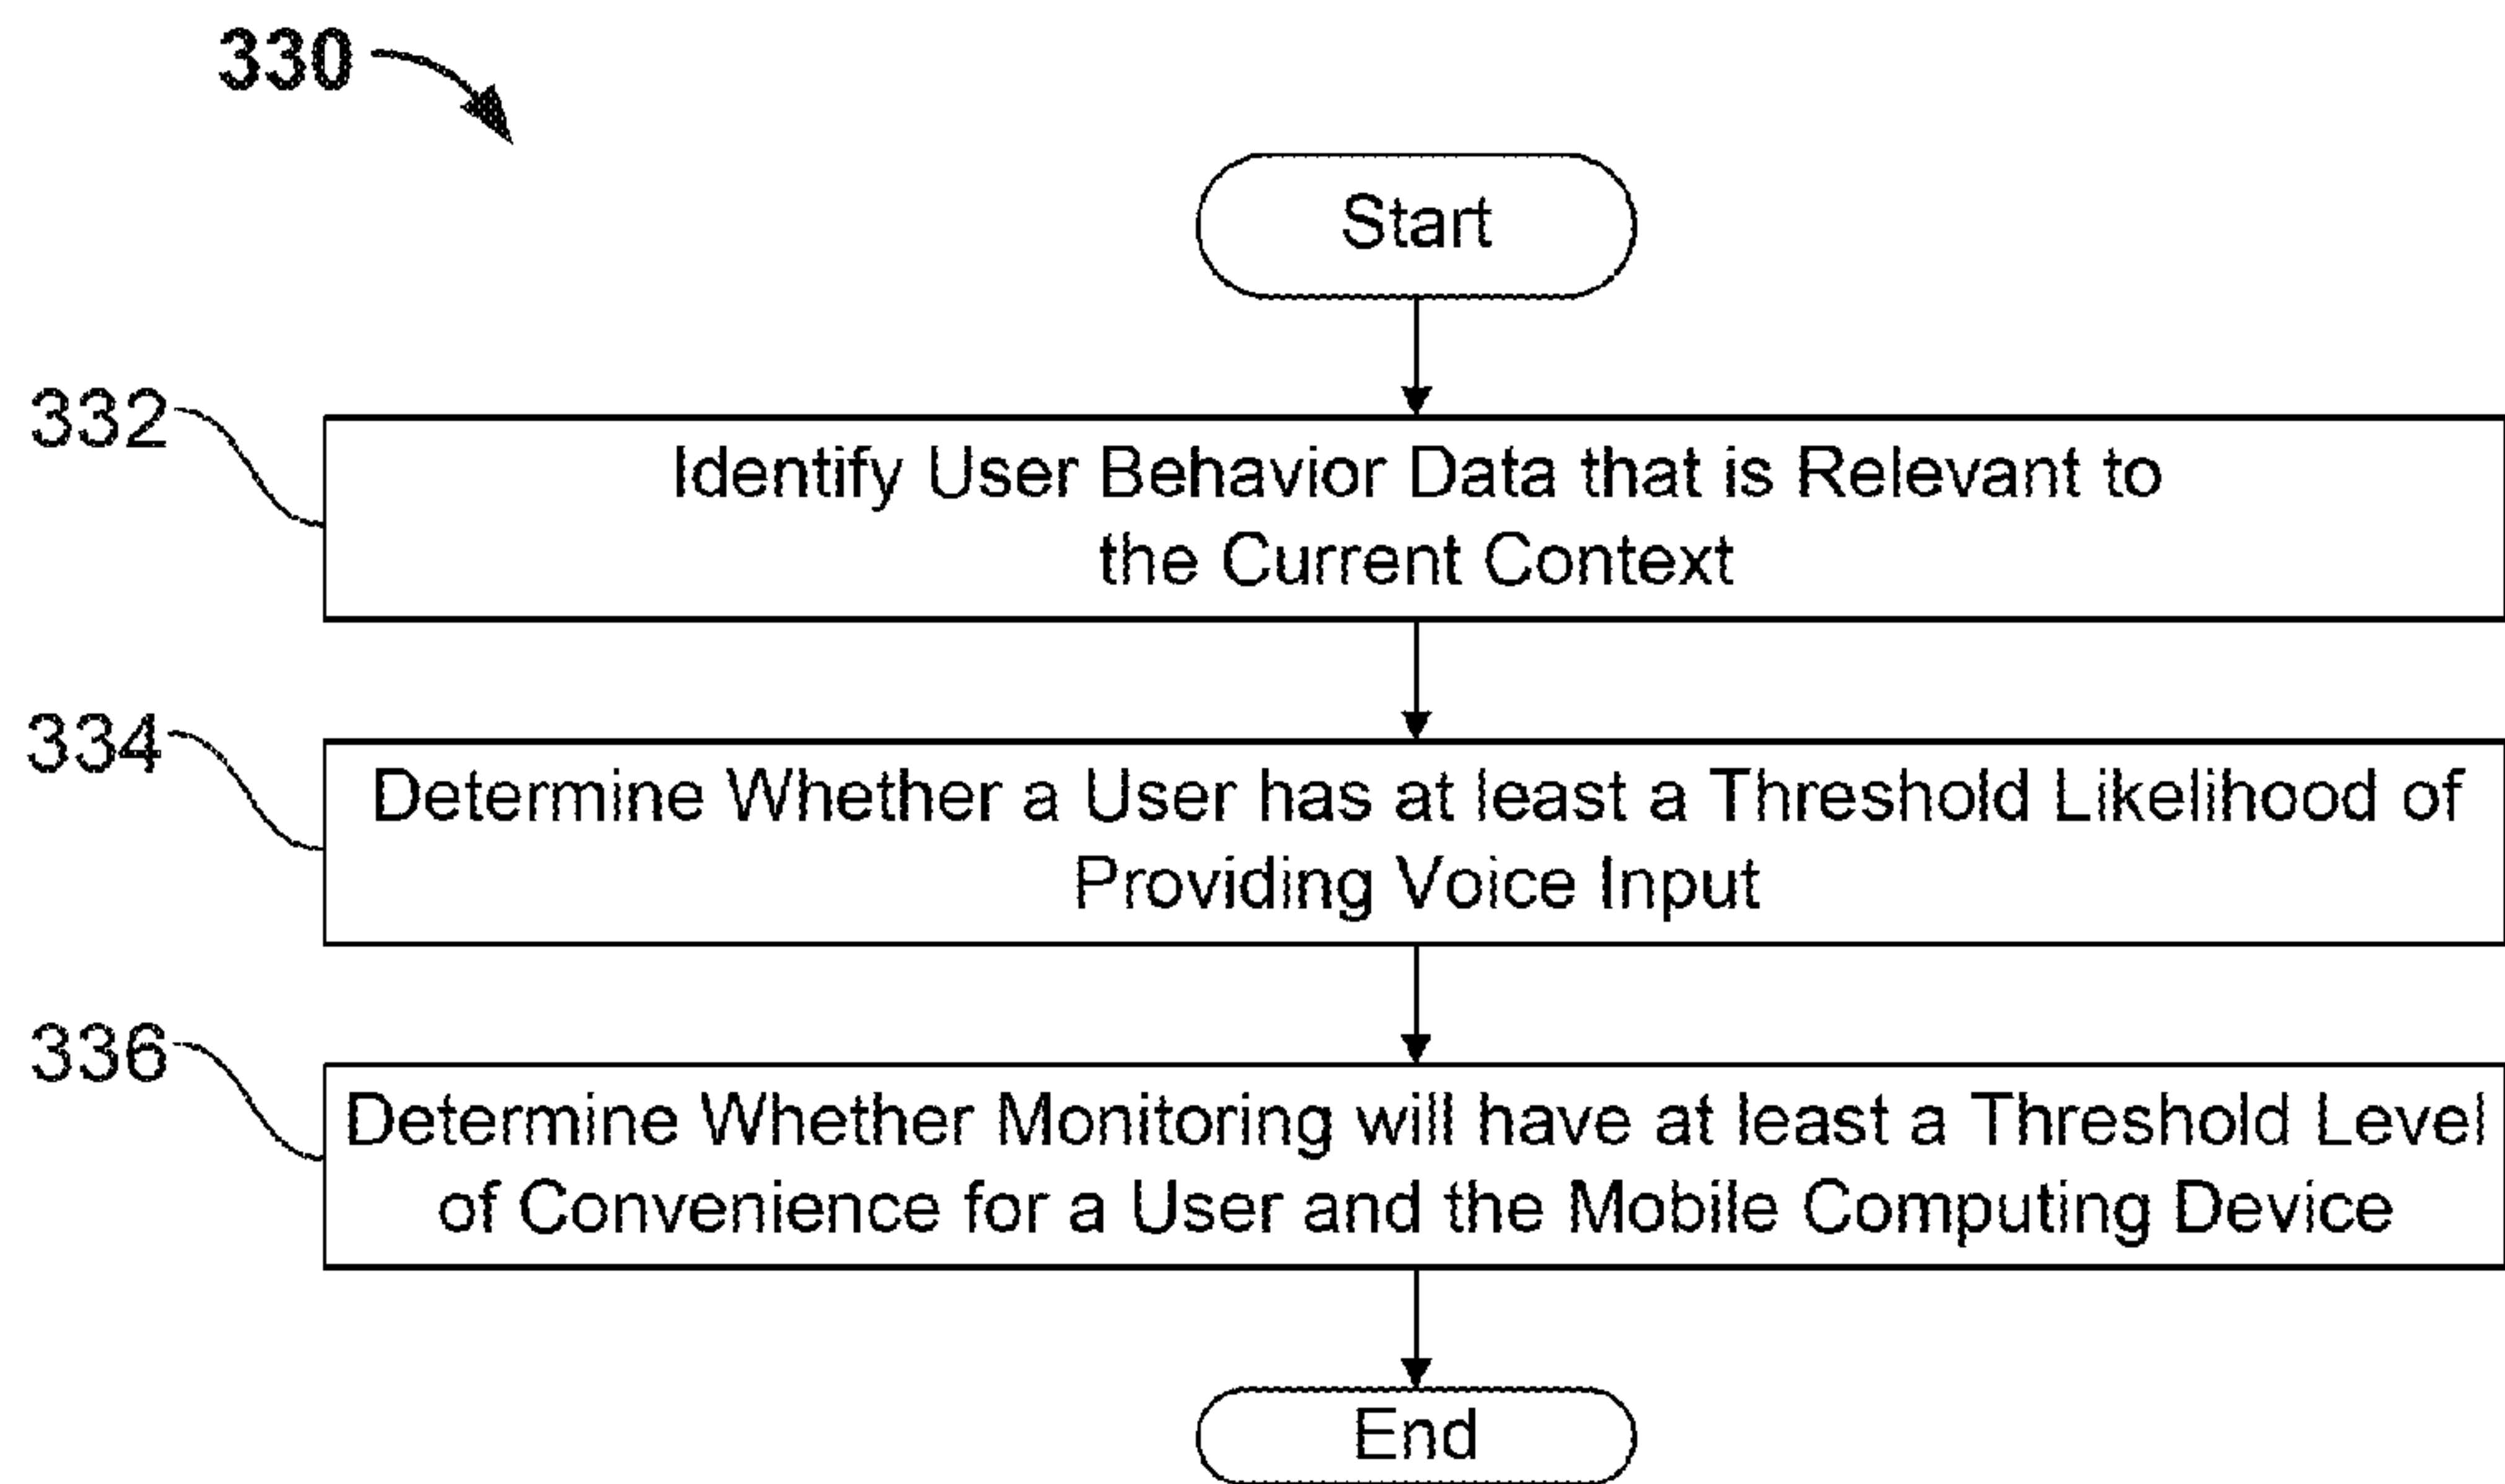 330
Start
332
Identify User Behavior Data that is Relevant to
the Current Context
334
Determine Whether a User has at least a Threshold Likelihood of
Providing Voice Input
336
Determine Whether Monitoring will have at least a Threshold Level
of Convenience for a User and the Mobile Computing Device
End